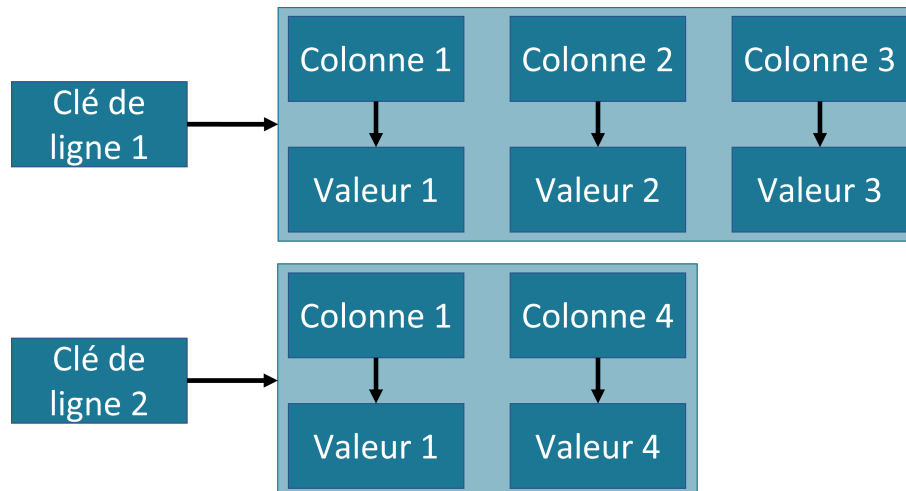 Colonne 1
Colonne 2
Colonne 3
Clé de
ligne 1
Valeur 1
Valeur 2
Valeur 3
Colonne 1
Colonne 4
Clé de
ligne 2
Valeur 1
Valeur 4